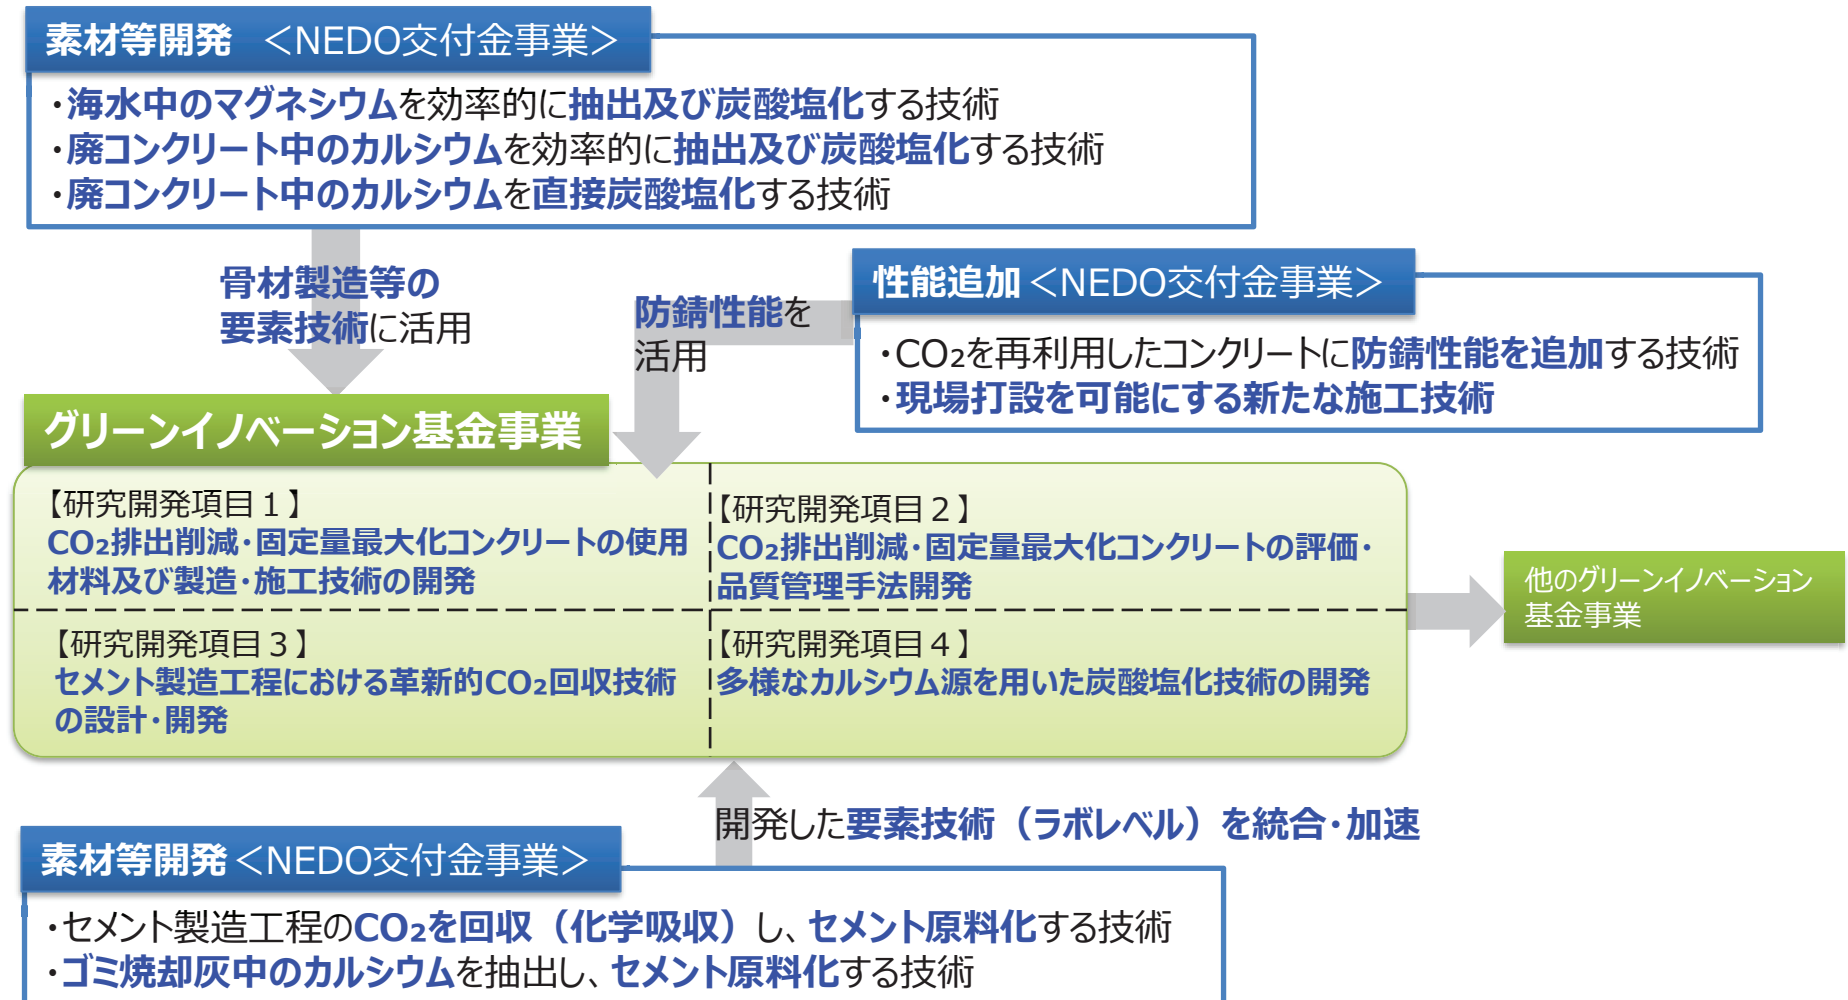 素材等開発 <NEDO交付金事業>
・海水中のマグネシウムを効率的に抽出及び炭酸塩化する技術
・廃コンクリート中のカルシウムを効率的に抽出及び炭酸塩化する技術
・廃コンクリート中のカルシウムを直接炭酸塩化する技術
骨材製造等の
要素技術に活用
防錆性能を
活用
性能追加<NEDO交付金事業>
・CO₂を再利用したコンクリートに防錆性能を追加する技術
・現場打設を可能にする新たな施工技術
グリーンイノベーション基金事業
【研究開発項目1】
CO₂排出削減・固定量最大化コンクリートの使用
材料及び製造・施工技術の開発
【研究開発項目2】
CO₂排出削減・固定量最大化コンクリートの評価・
品質管理手法開発
【研究開発項目3】
セメント製造工程における革新的CO₂回収技術
の設計・開発
【研究開発項目4】
多様なカルシウム源を用いた炭酸塩化技術の開発
他のグリーンイノベーション
基金事業
開発した要素技術(ラボレベル)を統合・加速
素材等開発<NEDO交付金事業>
・セメント製造工程のCO₂を回収(化学吸収)し、セメント原料化する技術
・ゴミ焼却灰中のカルシウムを抽出し、セメント原料化する技術